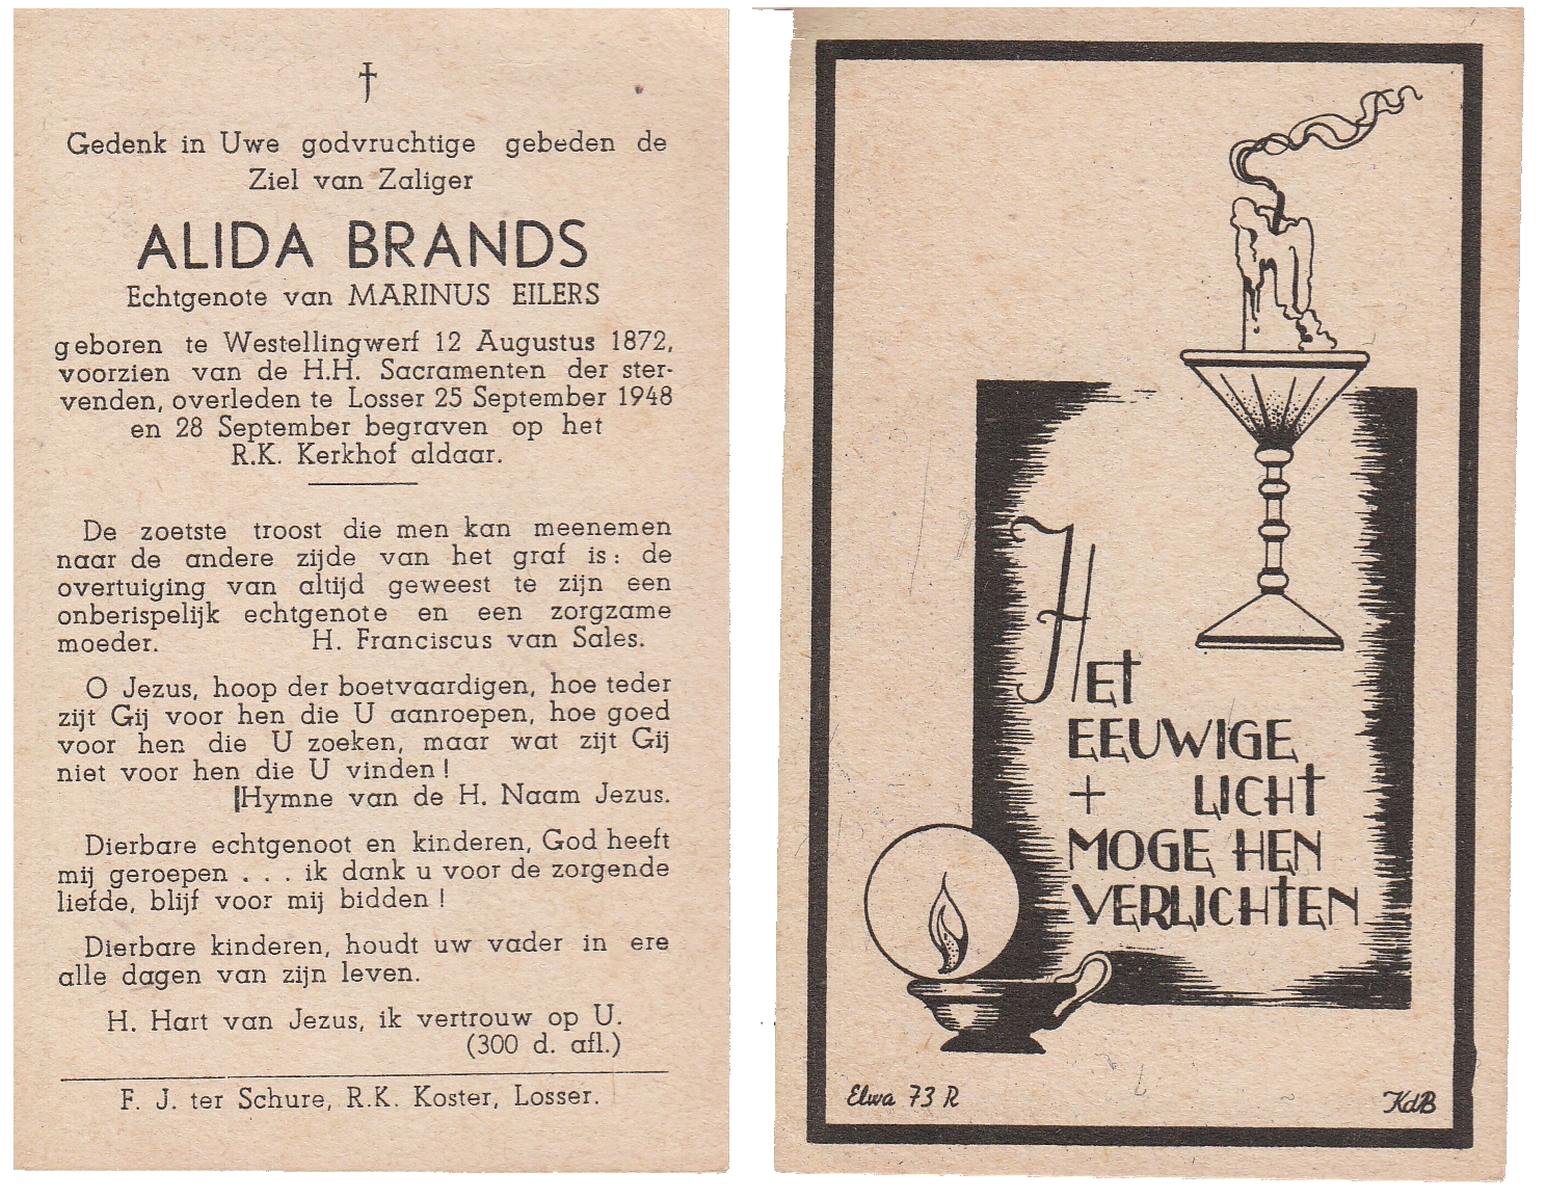 †
Gedenk in Uwe godvruchtige gebeden de
Ziel van Zaliger
ALIDA BRANDS
Echtgenote van MARINUS EILERS
geboren te Westellingwerf 12 Augustus 1872,
voorzien van de H.H. Sacramenten der ster-
venden, overleden te Losser 25 September 1948
en 28 September begraven op het
R.K. Kerkhof aldaar.
De zoetste troost die men kan meenemen
naar de andere zijde van het graf is: de
overtuiging van altijd geweest te zijn een
onberispelijk echtgenote en een zorgzame
moeder. H. Franciscus van Sales.
O Jezus, hoop der boetvaardigen, hoe teder
zijt Gij voor hen die U aanroepen, hoe goed
voor hen die U zoeken, maar wat zijt Gij
niet voor hen die U vinden!
Hymne van de H. Naam Jezus.
Dierbare echtgenoot en kinderen, God heeft
mij geroepen . . . ik dank u voor de zorgende
liefde, blijf voor mij bidden!
Dierbare kinderen, houdt uw vader in ere
alle dagen van zijn leven.
H. Hart van Jezus, ik vertrouw op U.
(300 d. afl.)
F. J. ter Schure, R.K. Koster, Losser.
HET
EEUWIGE
+ LICHT
MOGE HEN
VERLICHTEN
Elwa 73 R
KdB